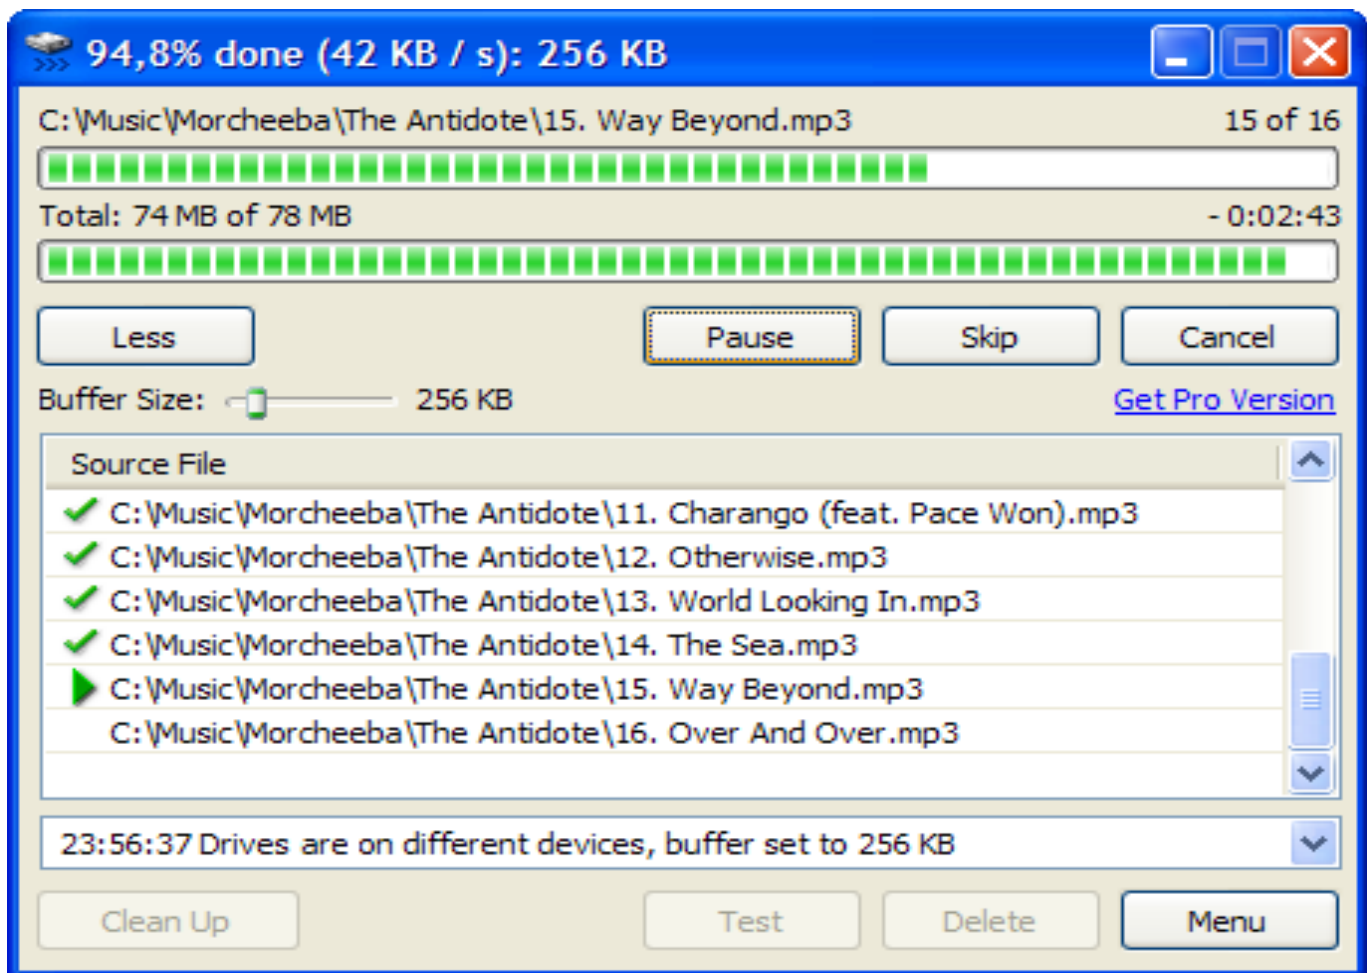 94,8% done (42 KB / s): 256 KB
C:\Music\Morcheeba\The Antidote\15. Way Beyond.mp3 15 of 16
Total: 74 MB of 78 MB - 0:02:43
Less Pause Skip Cancel
Buffer Size: 256 KB Get Pro Version
Source File
C:\Music\Morcheeba\The Antidote\11. Charango (feat. Pace Won).mp3
C:\Music\Morcheeba\The Antidote\12. Otherwise.mp3
C:\Music\Morcheeba\The Antidote\13. World Looking In.mp3
C:\Music\Morcheeba\The Antidote\14. The Sea.mp3
C:\Music\Morcheeba\The Antidote\15. Way Beyond.mp3
C:\Music\Morcheeba\The Antidote\16. Over And Over.mp3
23:56:37 Drives are on different devices, buffer set to 256 KB
Clean Up Test Delete Menu